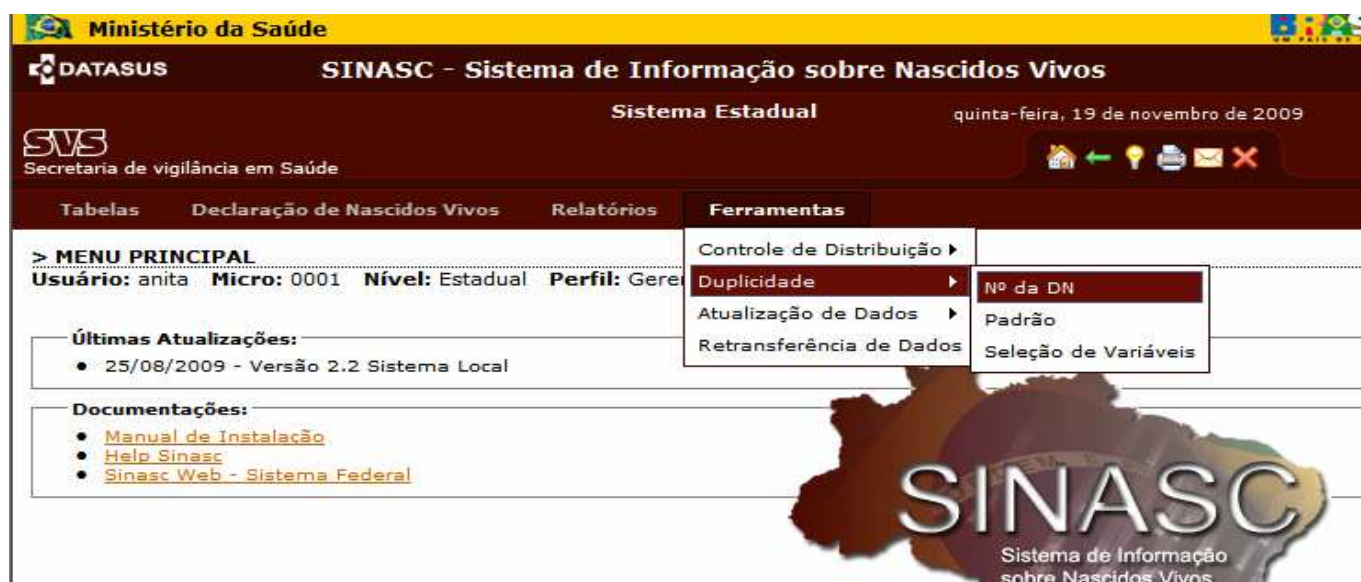 Ministério da Saúde
DATASUS SINASC - Sistema de Informação sobre Nascidos Vivos
Sistema Estadual quinta-feira, 19 de novembro de 2009
SVS
Secretaria de vigilância em Saúde
Tabelas Declaração de Nascidos Vivos Relatórios Ferramentas
> MENU PRINCIPAL
Usuário: anita Micro: 0001 Nível: Estadual Perfil:
Controle de Distribuição
Duplicidade
Atualização de Dados
Retransferência de Dados
Nº da DN
Padrão
Seleção de Variáveis
Últimas Atualizações:
• 25/08/2009 - Versão 2.2 Sistema Local
Documentações:
• Manual de Instalação
• Help Sinasc
• Sinasc Web - Sistema Federal
SINASC
Sistema de Informação
sobre Nascidos Vivos